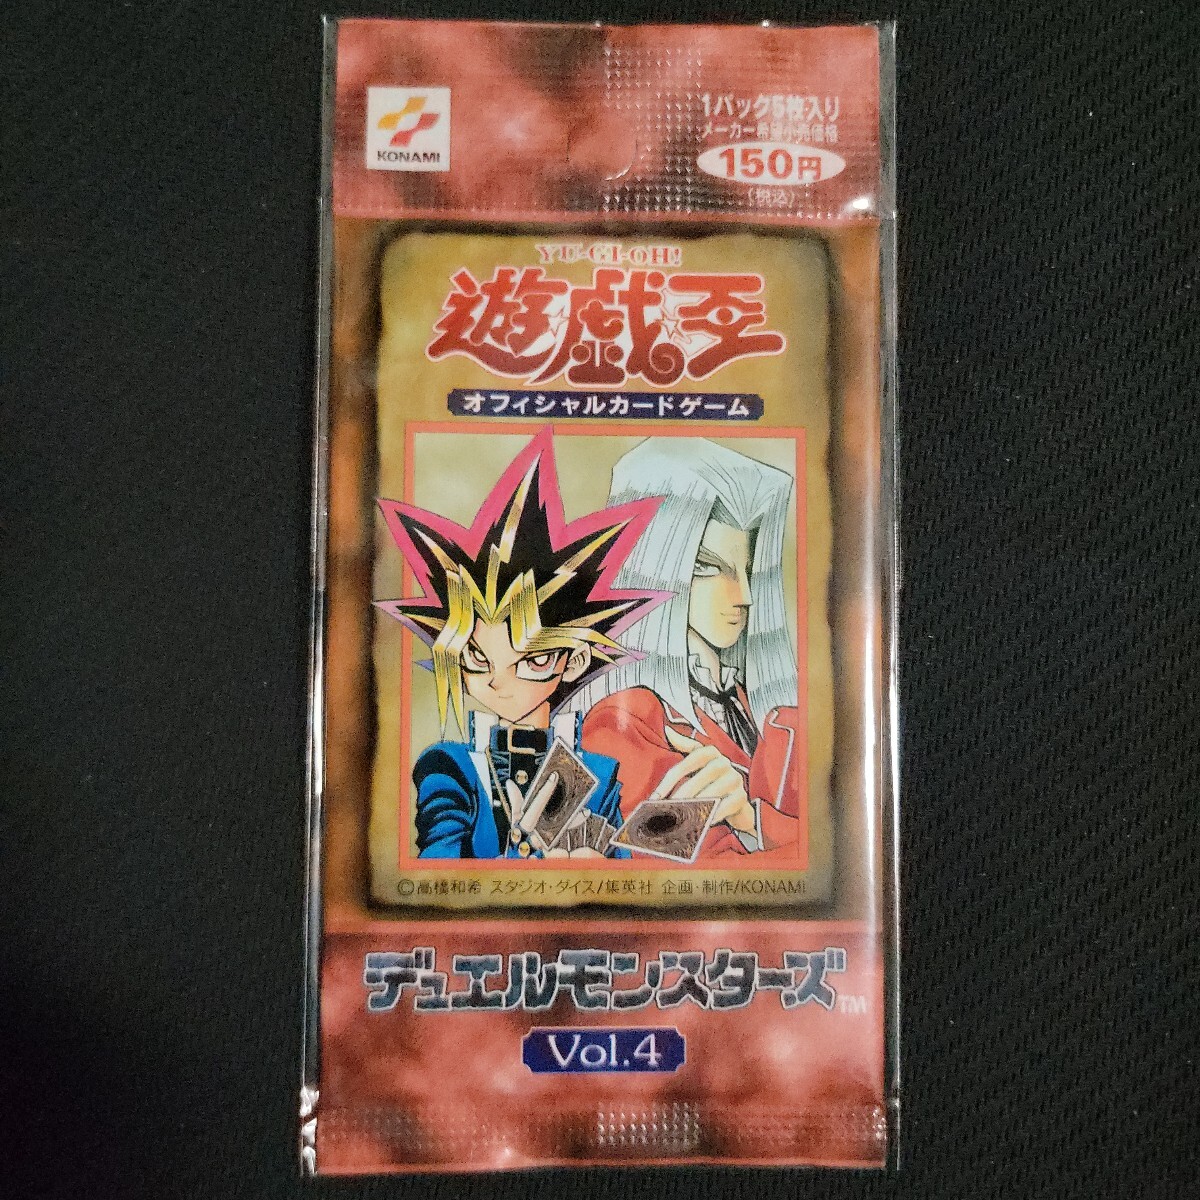 KONAMI
1パック5枚入り
メーカー希望小売価格
150円
(税込)
YU-GI-OH!
遊戯王
オフィシャルカードゲーム
©高橋和希 スタジオ・ダイス/集英社 企画・制作/KONAMI
デュエルモンスターズ™
Vol.4